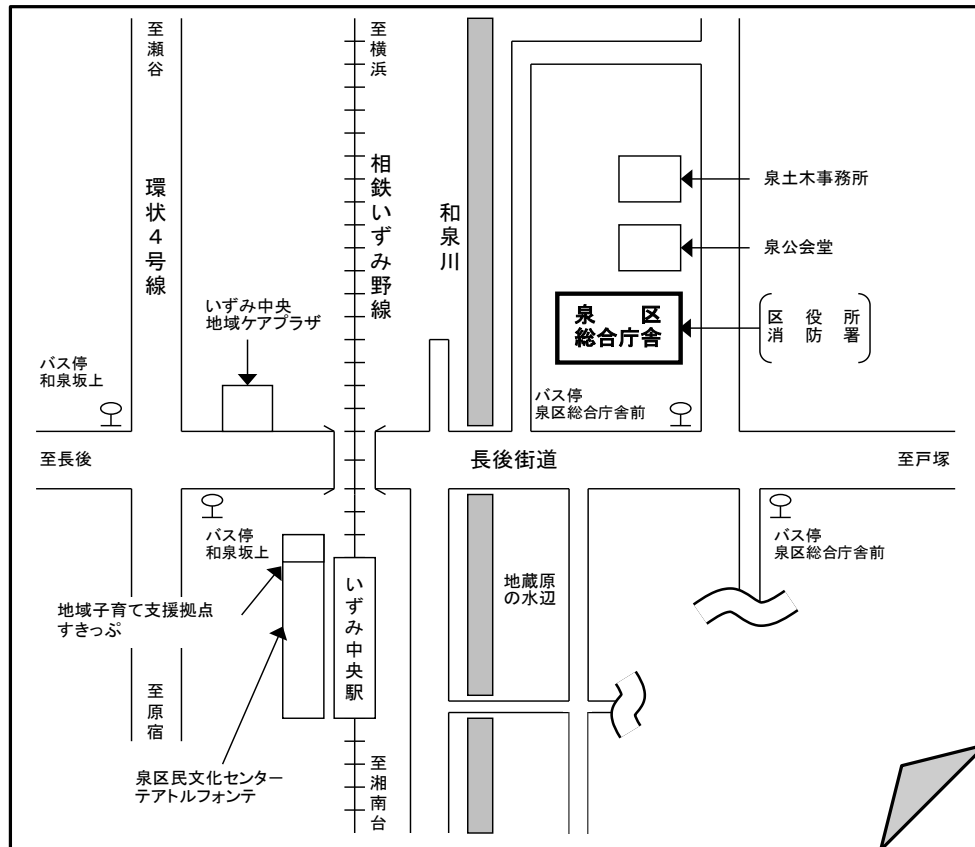 至瀬谷
至横浜
環状４号線
相鉄いずみ野線
和泉川
泉土木事務所
泉公会堂
泉　区
総合庁舎
区　役　所
消　防　署
いずみ中央
地域ケアプラザ
バス停
和泉坂上
バス停
泉区総合庁舎前
至長後
長後街道
至戸塚
バス停
和泉坂上
バス停
泉区総合庁舎前
地域子育て支援拠点
すきっぷ
いずみ中央駅
地蔵原
の水辺
至原宿
泉区民文化センター
テアトルフォンテ
至湘南台